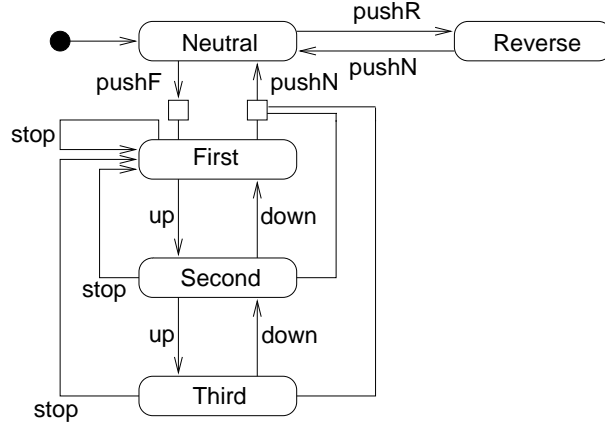 pushR
Neutral
Reverse
pushN
pushF
pushN
stop
First
up
down
Second
stop
up
down
Third
stop